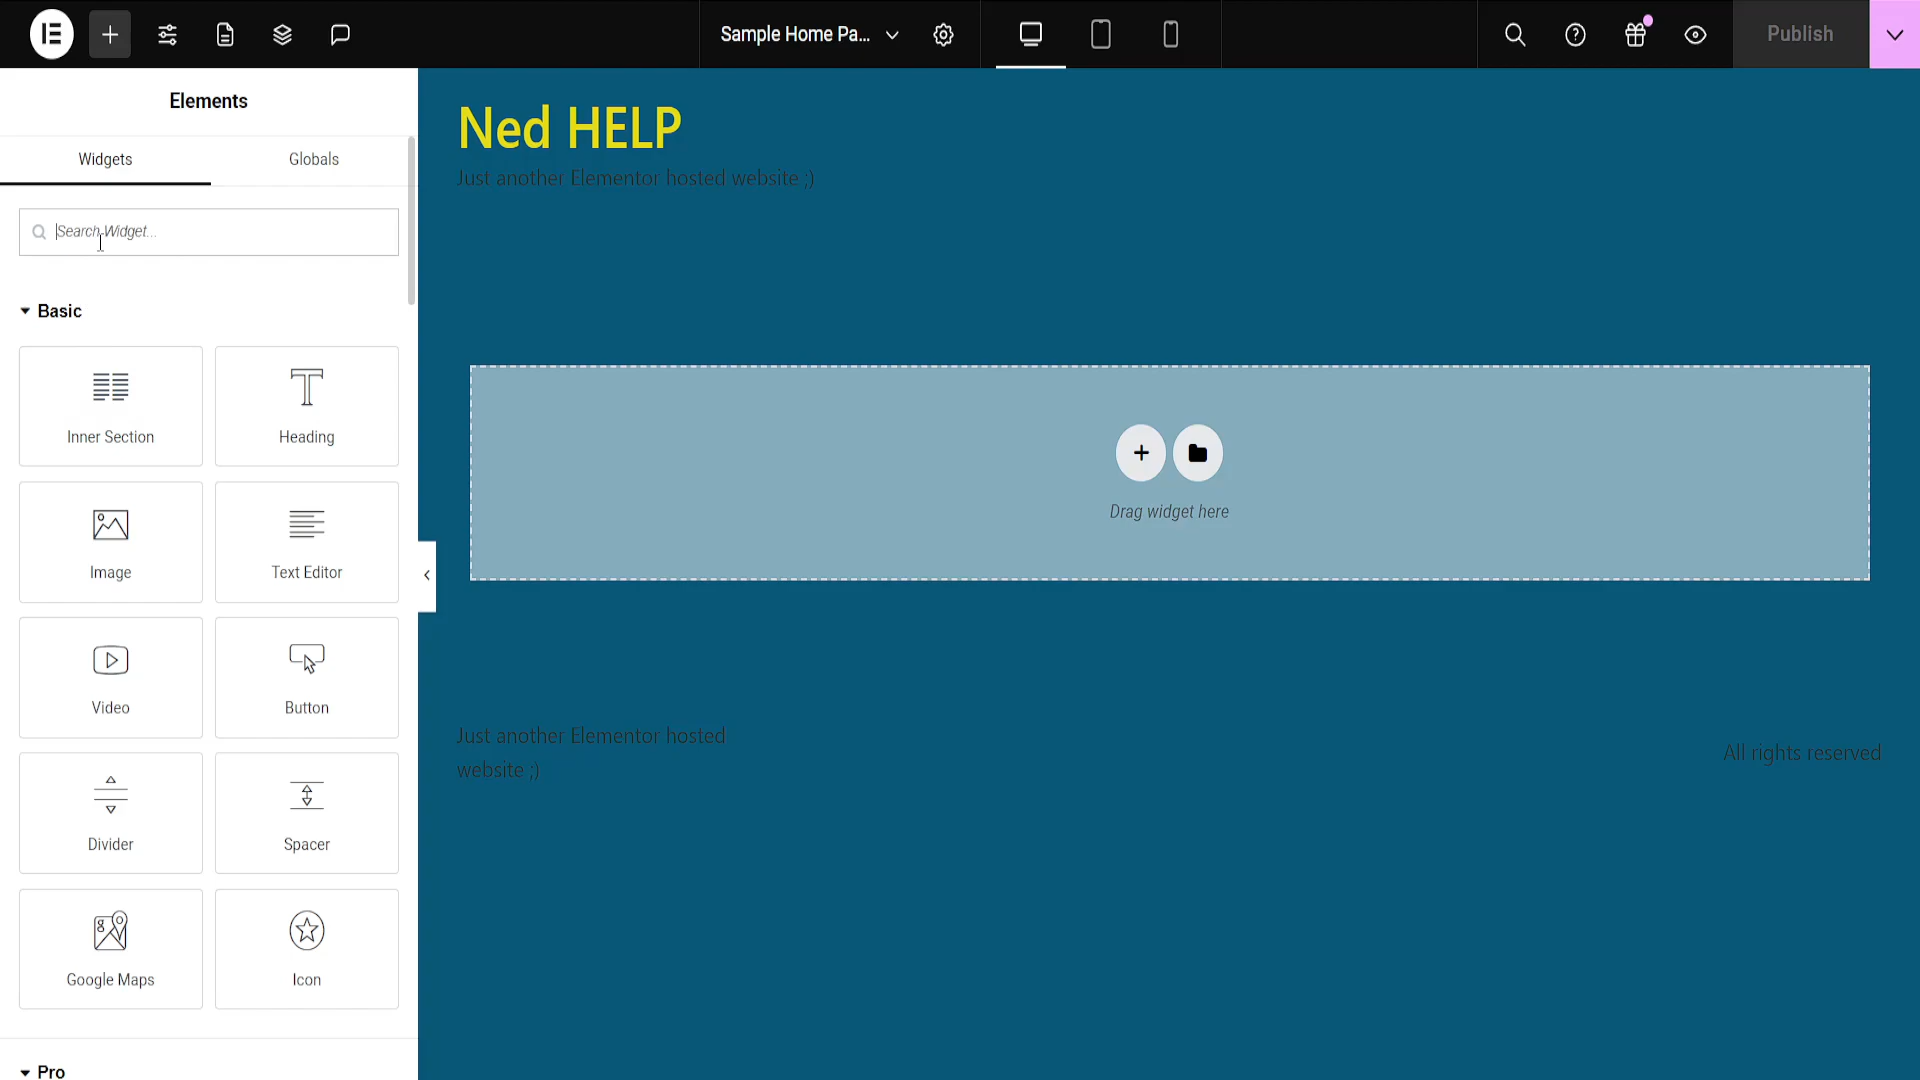 Sample Home Pa...
Publish
Elements
Widgets
Globals
Search Widget...
Basic
Inner Section
Heading
Image
Text Editor
Video
Button
Divider
Spacer
Google Maps
Icon
Pro
Ned HELP
Just another Elementor hosted website ;)
Drag widget here
Just another Elementor hosted
website ;)
All rights reserved